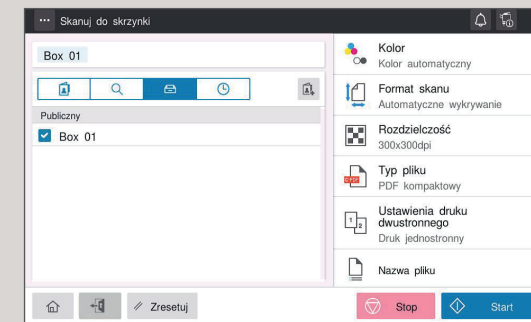 Skanuj do skrzynki
Box 01
Publiczny
Box 01
Kolor
Kolor automatyczny
Format skanu
Automatyczne wykrywanie
Rozdzielczość
300x300dpi
Typ pliku
PDF kompaktowy
Ustawienia druku
dwustronnego
Druk jednostronny
Nazwa pliku
Zresetuj
Stop
Start